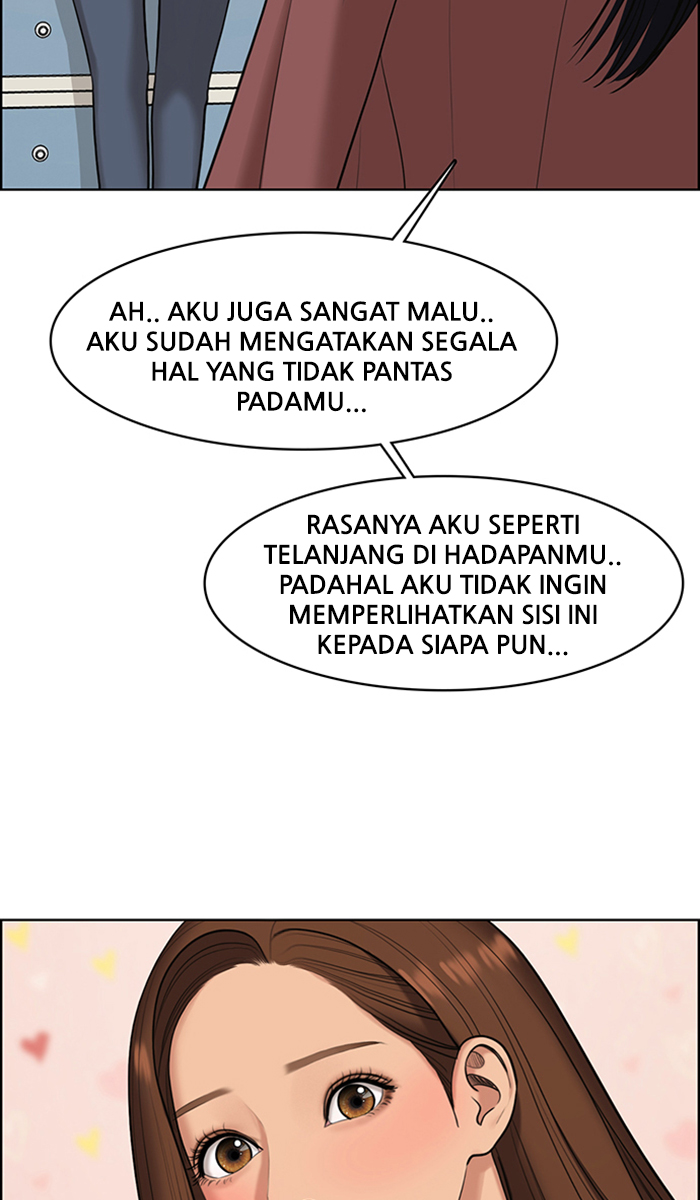 AH.. AKU JUGA SANGAT MALU..
AKU SUDAH MENGATAKAN SEGALA
HAL YANG TIDAK PANTAS
PADAMU...
RASANYA AKU SEPERTI
TELANJANG DI HADAPANMU..
PADAHAL AKU TIDAK INGIN
MEMPERLIHATKAN SISI INI
KEPADA SIAPA PUN...